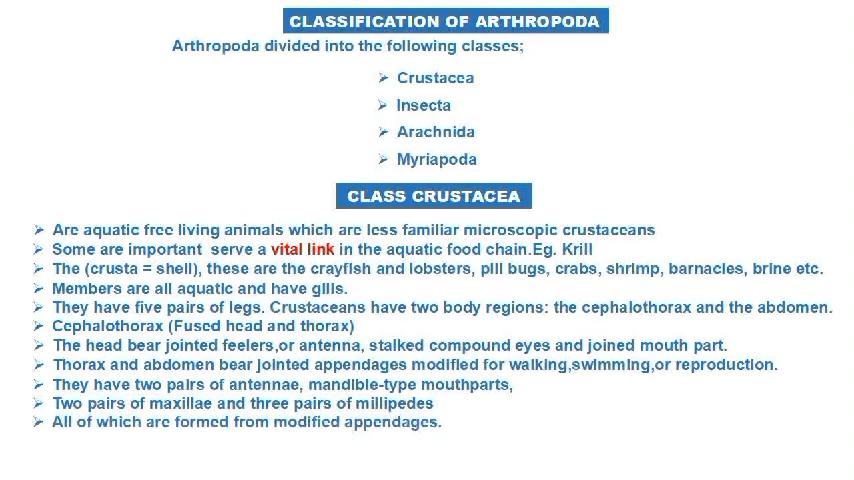 CLASSIFICATION OF ARTHROPODA
Arthropoda divided into the following classes;
➢ Crustacea
➢ Insecta
➢ Arachnida
➢ Myriapoda
CLASS CRUSTACEA
➢ Are aquatic free living animals which are less familiar microscopic crustaceans
➢ Some are important serve a vital link in the aquatic food chain.Eg. Krill
➢ The (crusta = shell), these are the crayfish and lobsters, pill bugs, crabs, shrimp, barnacles, brine etc.
➢ Members are all aquatic and have gills.
➢ They have five pairs of legs. Crustaceans have two body regions: the cephalothorax and the abdomen.
➢ Cephalothorax (Fused head and thorax)
➢ The head bear jointed feelers,or antenna, stalked compound eyes and joined mouth part.
➢ Thorax and abdomen bear jointed appendages modified for walking,swimming,or reproduction.
➢ They have two pairs of antennae, mandible-type mouthparts,
➢ Two pairs of maxillae and three pairs of millipedes
➢ All of which are formed from modified appendages.